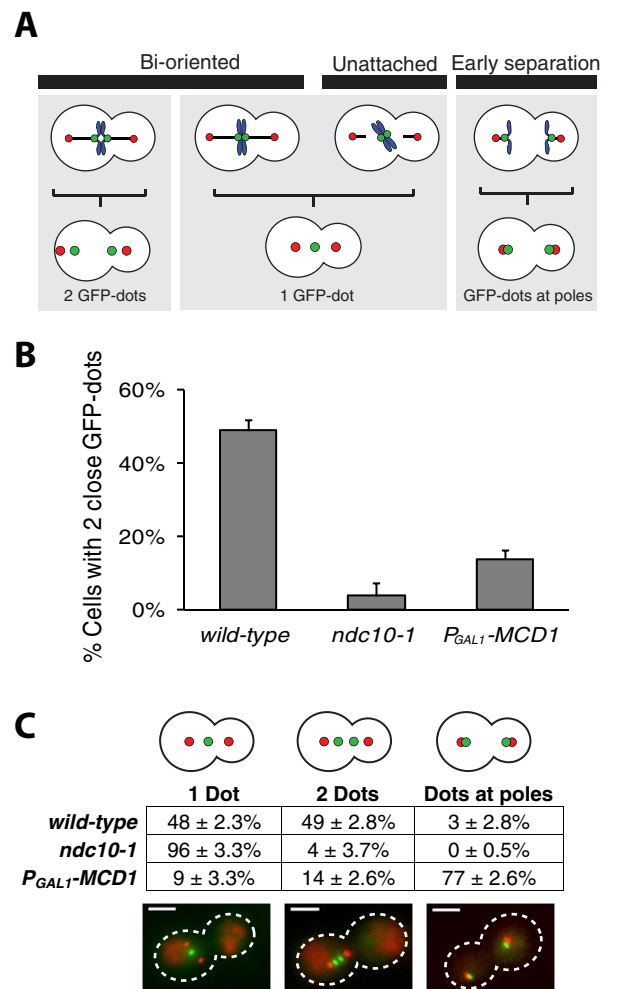 A
Bi-oriented Unattached Early separation
2 GFP-dots 1 GFP-dot GFP-dots at poles
B
% Cells with 2 close GFP-dots
60%
40%
20%
0%
wild-type ndc10-1 PGAL1-MCD1
C
1 Dot 2 Dots Dots at poles
wild-type 48 ± 2.3% 49 ± 2.8% 3 ± 2.8%
ndc10-1 96 ± 3.3% 4 ± 3.7% 0 ± 0.5%
PGAL1-MCD1 9 ± 3.3% 14 ± 2.6% 77 ± 2.6%